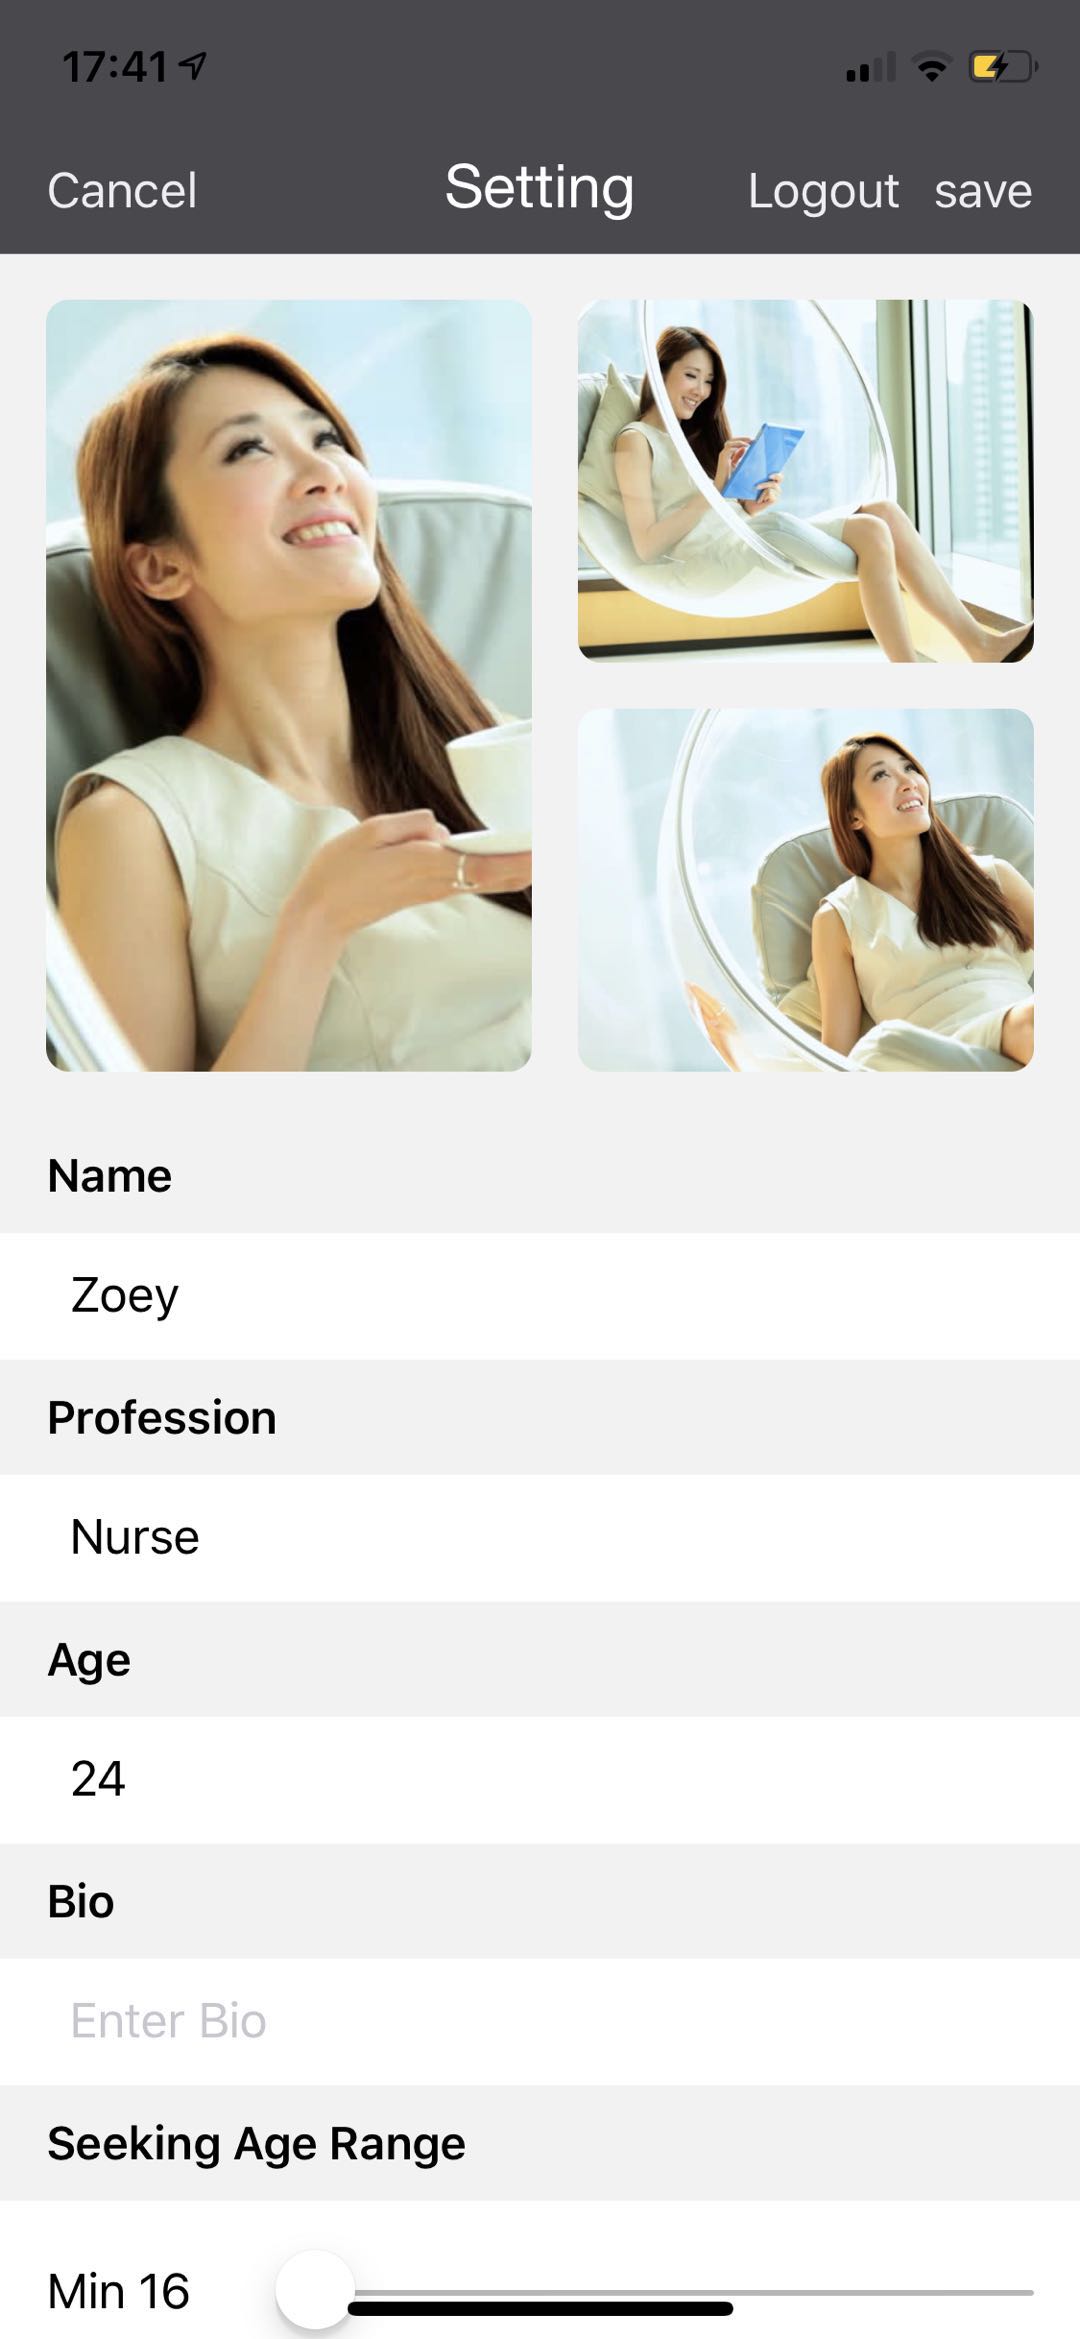 17:41
Cancel Setting Logout save
Name
Zoey
Profession
Nurse
Age
24
Bio
Enter Bio
Seeking Age Range
Min 16